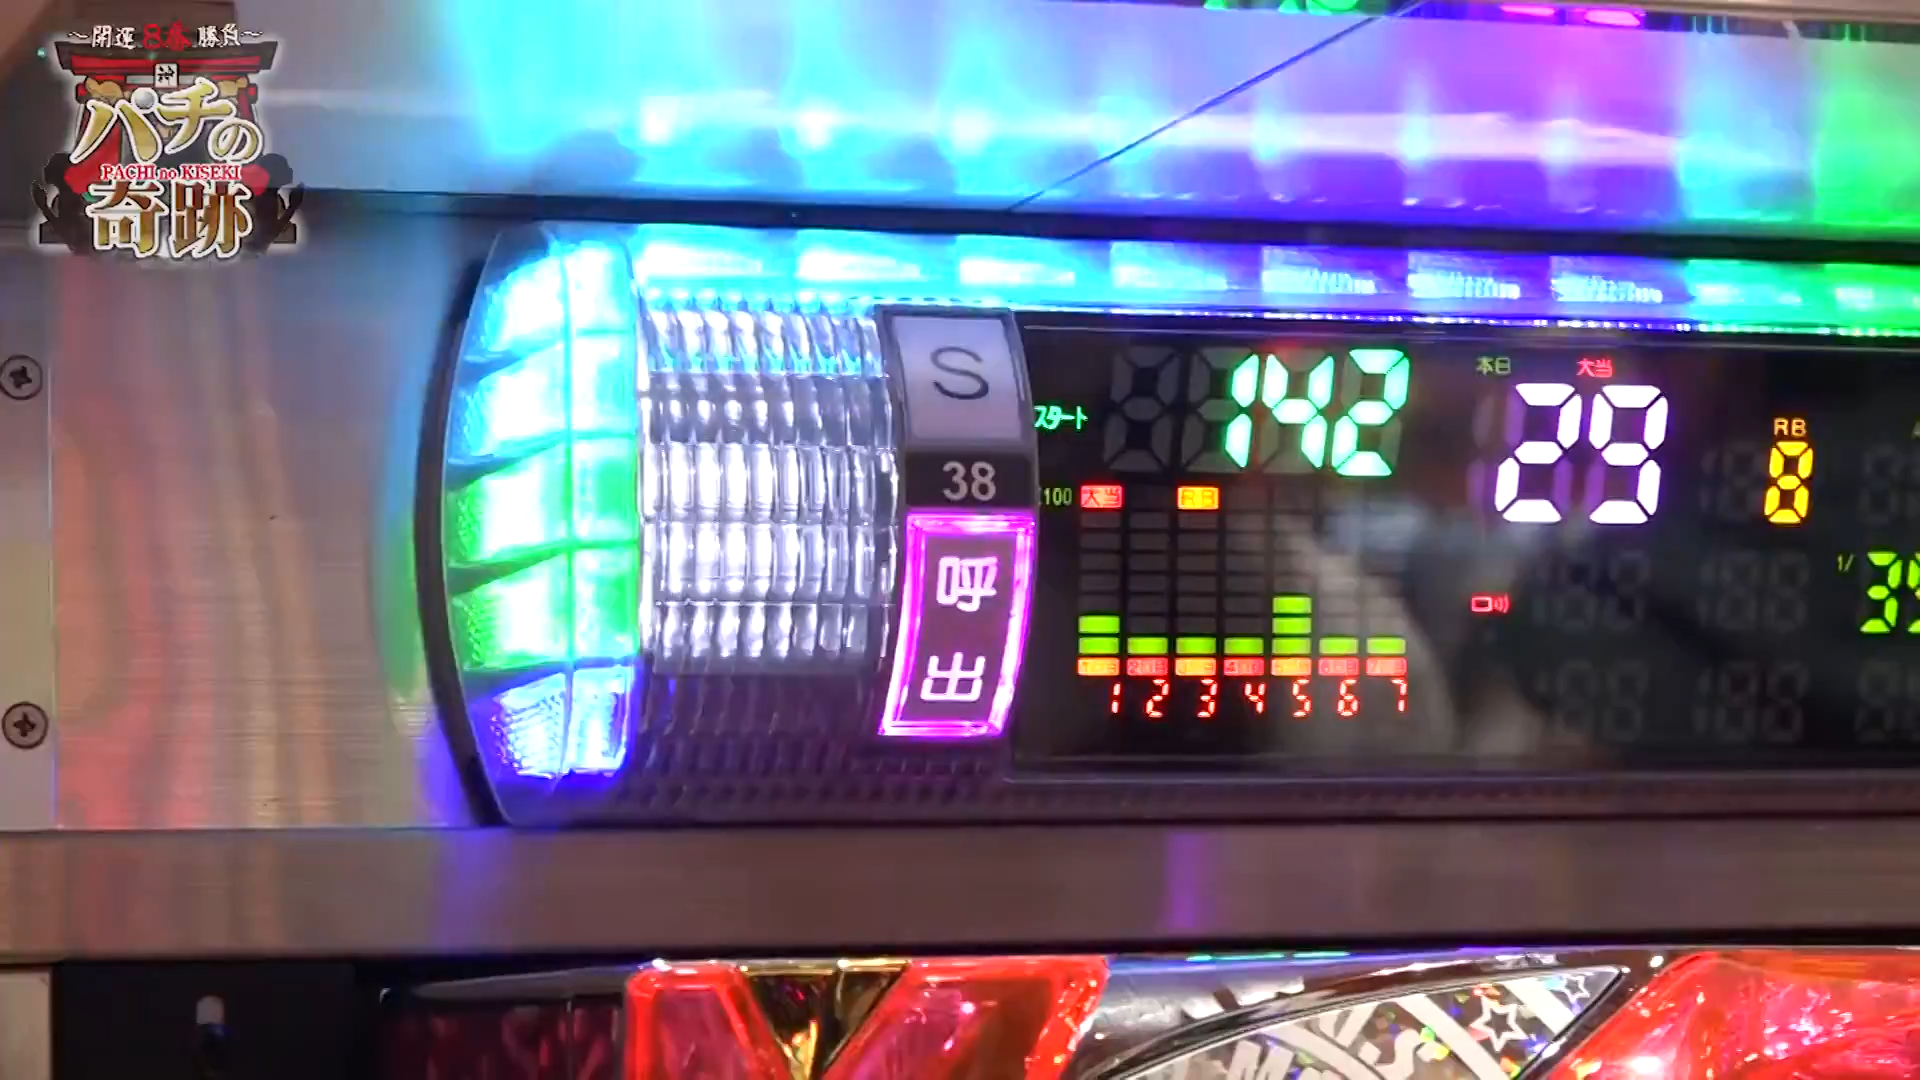 ～開運8番勝負～
パチの
PACHI no KISEKI
奇跡
S
38
呼出
スタート
142
本日
大当
29
RB
8
100
大当
RB
1/
1 2 3 4 5 6 7